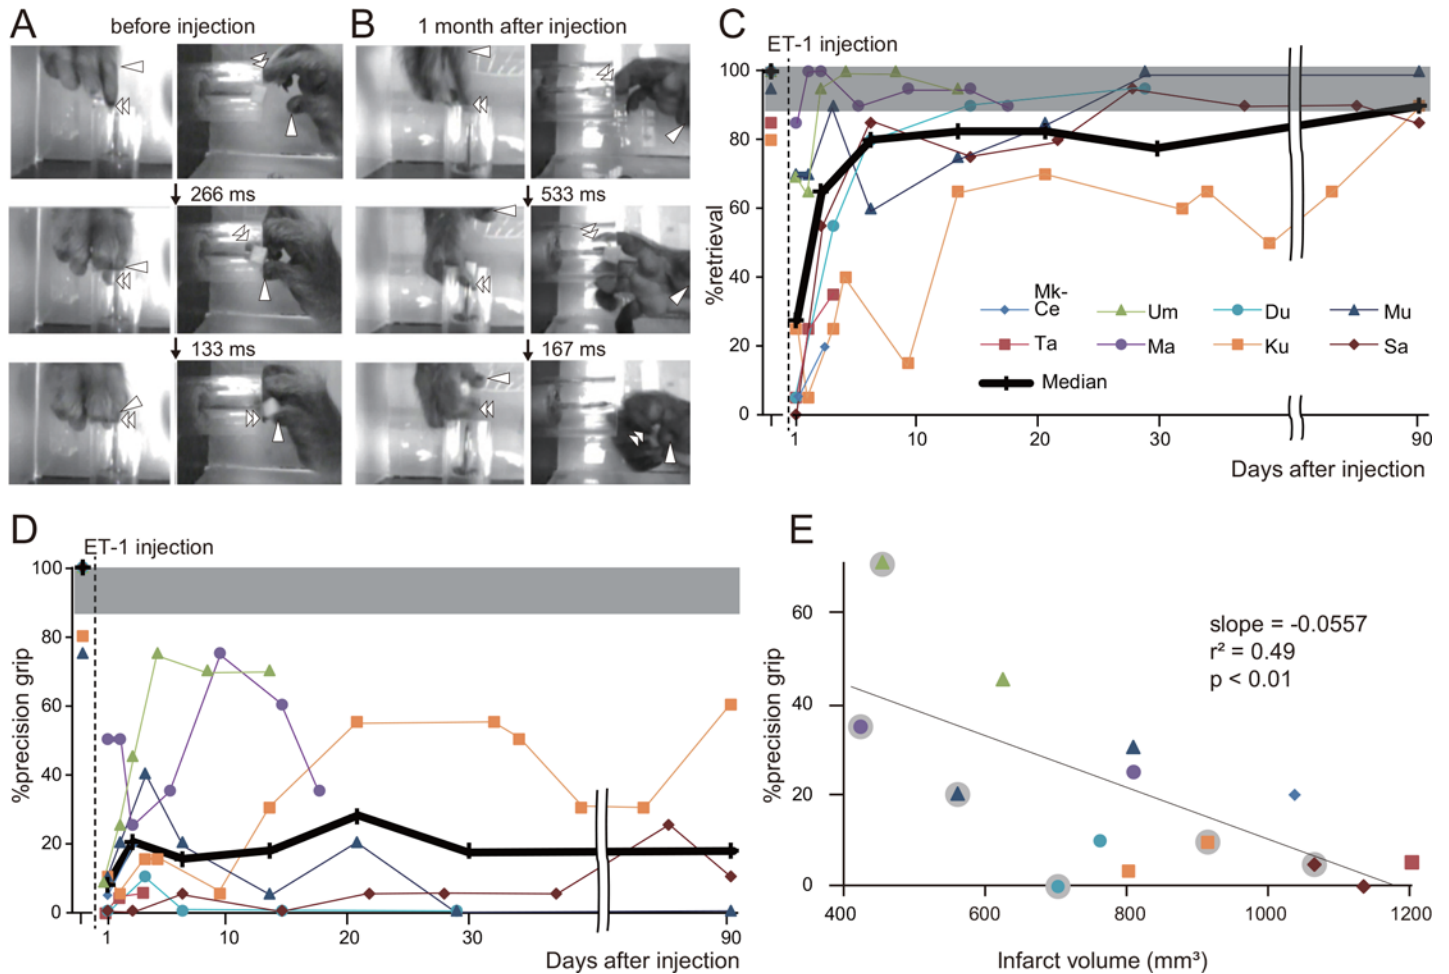 A before injection
B 1 month after injection
266 ms
533 ms
133 ms
167 ms
C
ET-1 injection
100
80
60
40
20
0
%retrieval
Mk-
Ce
Um
Du
Mu
Ta
Ma
Ku
Sa
Median
1 10 20 30 90
Days after injection
D
ET-1 injection
100
80
60
40
20
0
%precision grip
1 10 20 30 90
Days after injection
E
60
40
20
0
%precision grip
slope = -0.0557
r² = 0.49
p < 0.01
400 600 800 1000 1200
Infarct volume (mm³)